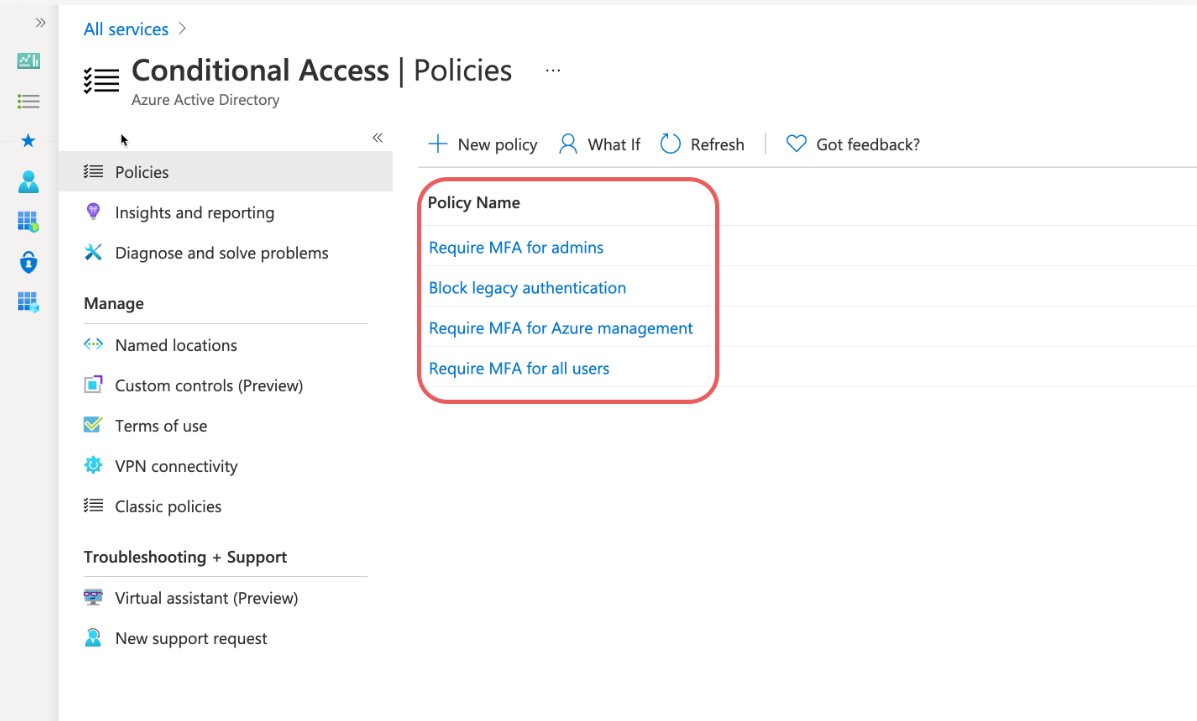 All services
Conditional Access | Policies ...
Azure Active Directory
Policies
Insights and reporting
Diagnose and solve problems
Manage
Named locations
Custom controls (Preview)
Terms of use
VPN connectivity
Classic policies
Troubleshooting + Support
Virtual assistant (Preview)
New support request
New policy What If Refresh Got feedback?
Policy Name
Require MFA for admins
Block legacy authentication
Require MFA for Azure management
Require MFA for all users